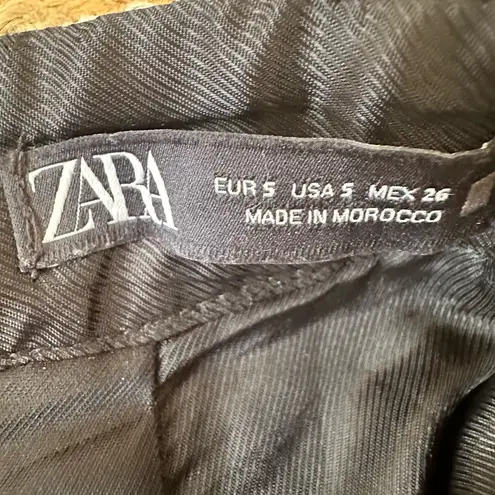 ZARA
EUR S USA S MEX 26
MADE IN MOROCCO